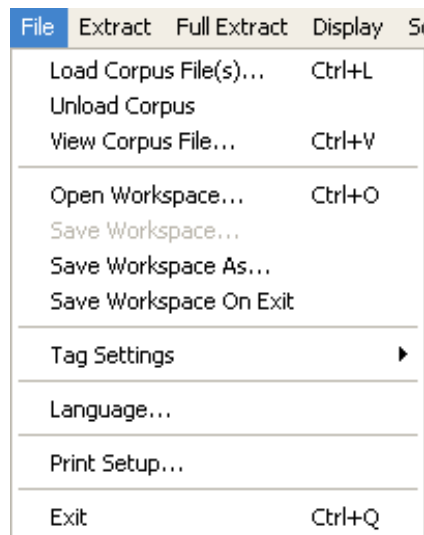 File Extract Full Extract Display
Load Corpus File(s)... Ctrl+L
Unload Corpus
View Corpus File... Ctrl+V
Open Workspace... Ctrl+O
Save Workspace...
Save Workspace As...
Save Workspace On Exit
Tag Settings
Language...
Print Setup...
Exit Ctrl+Q